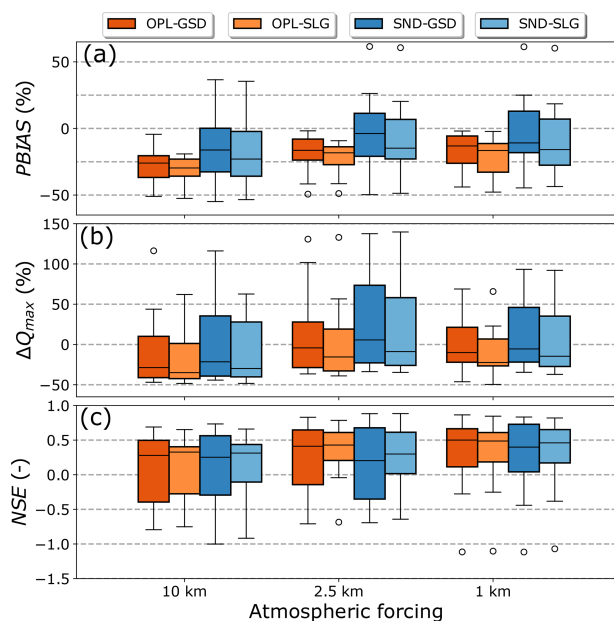 OPL-GSD OPL-SLG SND-GSD SND-SLG
(a)
PBIAS (%)
50
0
−50
(b)
ΔQmax (%)
150
100
50
0
−50
(c)
NSE (-)
1.0
0.5
0.0
−0.5
−1.0
−1.5
10 km 2.5 km 1 km
Atmospheric forcing